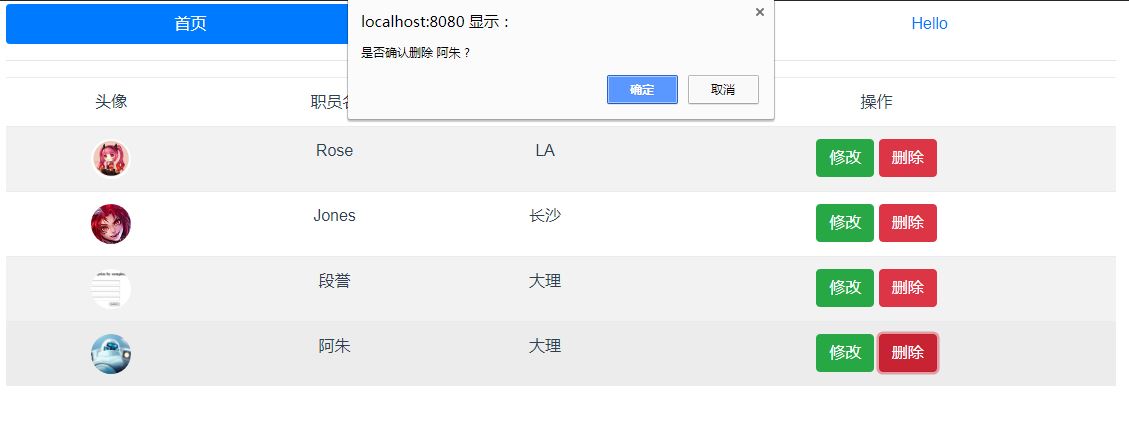 首页
localhost:8080 显示：
Hello
是否确认删除 阿朱？
确定 取消
头像 职员 操作
Rose LA 修改 删除
Jones 长沙 修改 删除
段誉 大理 修改 删除
阿朱 大理 修改 删除